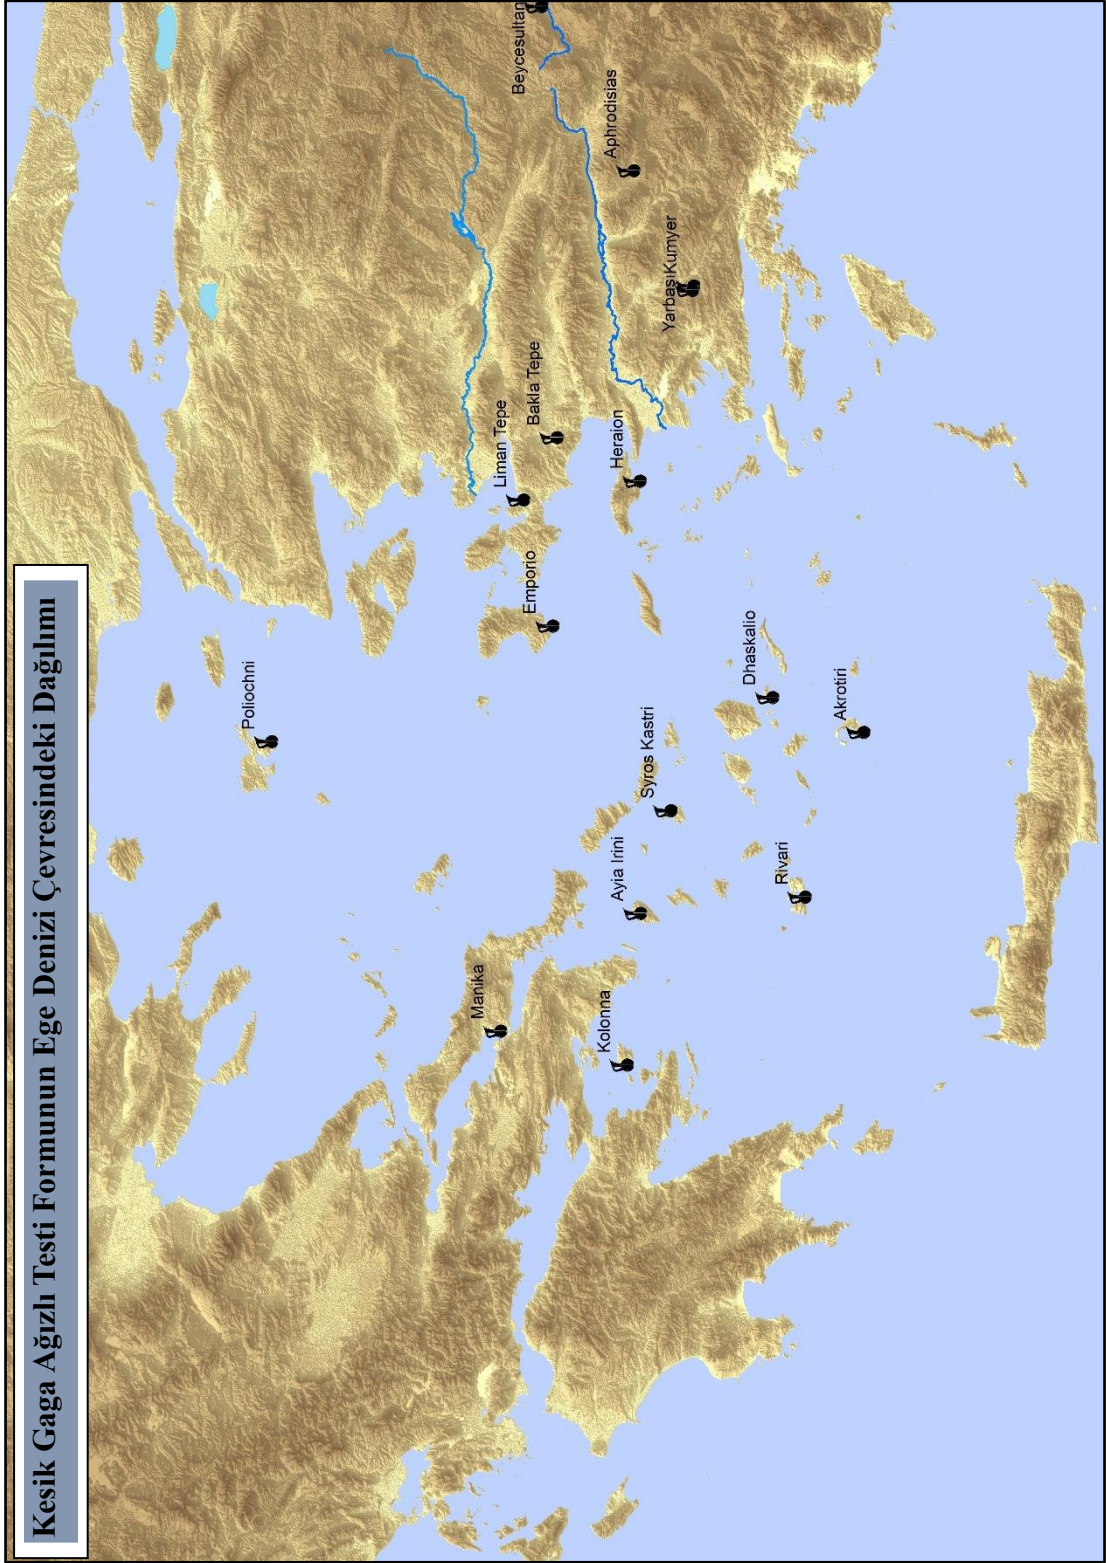 Kesik Gaga Ağızlı Testi Formunun Ege Denizi Çevresindeki Dağılımı
Poliochni
Manika
Liman Tepe
Beycesultan
Emporio
Bakla Tepe
Kolonna
Ayia Irini
Heraion
Aphrodisias
Syros Kastri
YarbaşıKumyer
Dhaskalio
Rivari
Akrotiri